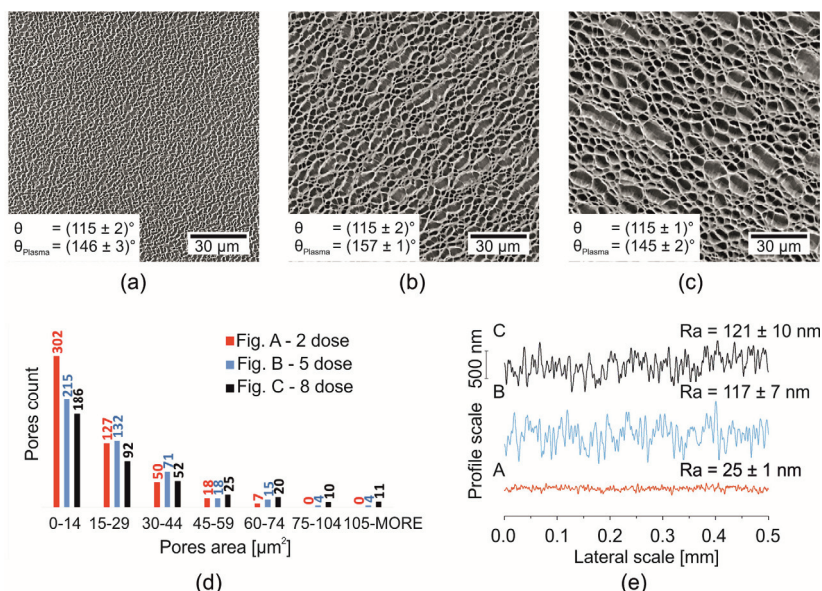 θ = (115 ± 2)°
θPlasma = (146 ± 3)°
30 µm
(a)
θ = (115 ± 2)°
θPlasma = (157 ± 1)°
30 µm
(b)
θ = (115 ± 1)°
θPlasma = (145 ± 2)°
30 µm
(c)
Pores count
Fig. A - 2 dose
Fig. B - 5 dose
Fig. C - 8 dose
302 215 186
127 132 92
50 71 52
18 18 25
7 15 20
0 4 10
0 4 11
0-14 15-29 30-44 45-59 60-74 75-104 105-MORE
Pores area [µm²]
(d)
Profile scale
500 nm
C Ra = 121 ± 10 nm
B Ra = 117 ± 7 nm
A Ra = 25 ± 1 nm
0.0 0.1 0.2 0.3 0.4 0.5
Lateral scale [mm]
(e)